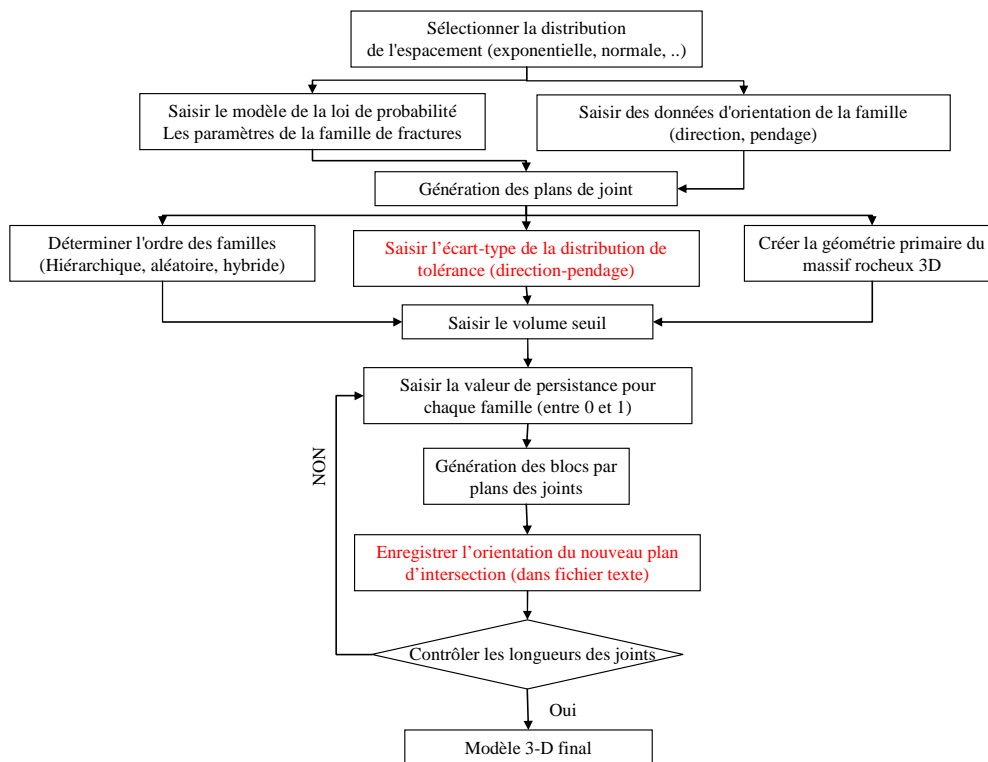 Sélectionner la distribution
de l'espacement (exponentielle, normale, ..)
Saisir le modèle de la loi de probabilité
Les paramètres de la famille de fractures
Saisir des données d'orientation de la famille
(direction, pendage)
Génération des plans de joint
Déterminer l'ordre des familles
(Hiérarchique, aléatoire, hybride)
Saisir l’écart-type de la distribution de
tolérance (direction-pendage)
Créer la géométrie primaire du
massif rocheux 3D
Saisir le volume seuil
Saisir la valeur de persistance pour
chaque famille (entre 0 et 1)
NON
Génération des blocs par
plans des joints
Enregistrer l’orientation du nouveau plan
d’intersection (dans fichier texte)
Contrôler les longueurs des joints
Oui
Modèle 3-D final